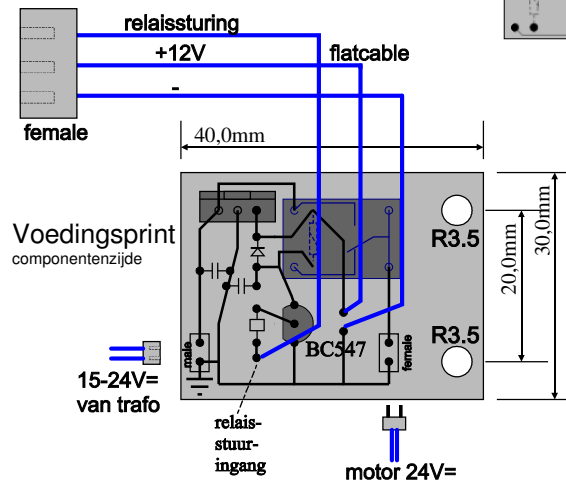 relaissturing
+12V
flatcable
-
female
40,0mm
Voedingsprint
componentenzijde
R3.5
20,0mm
30,0mm
R3.5
male
BC547
female
15-24V=
van trafo
relais-
stuur-
ingang
motor 24V=